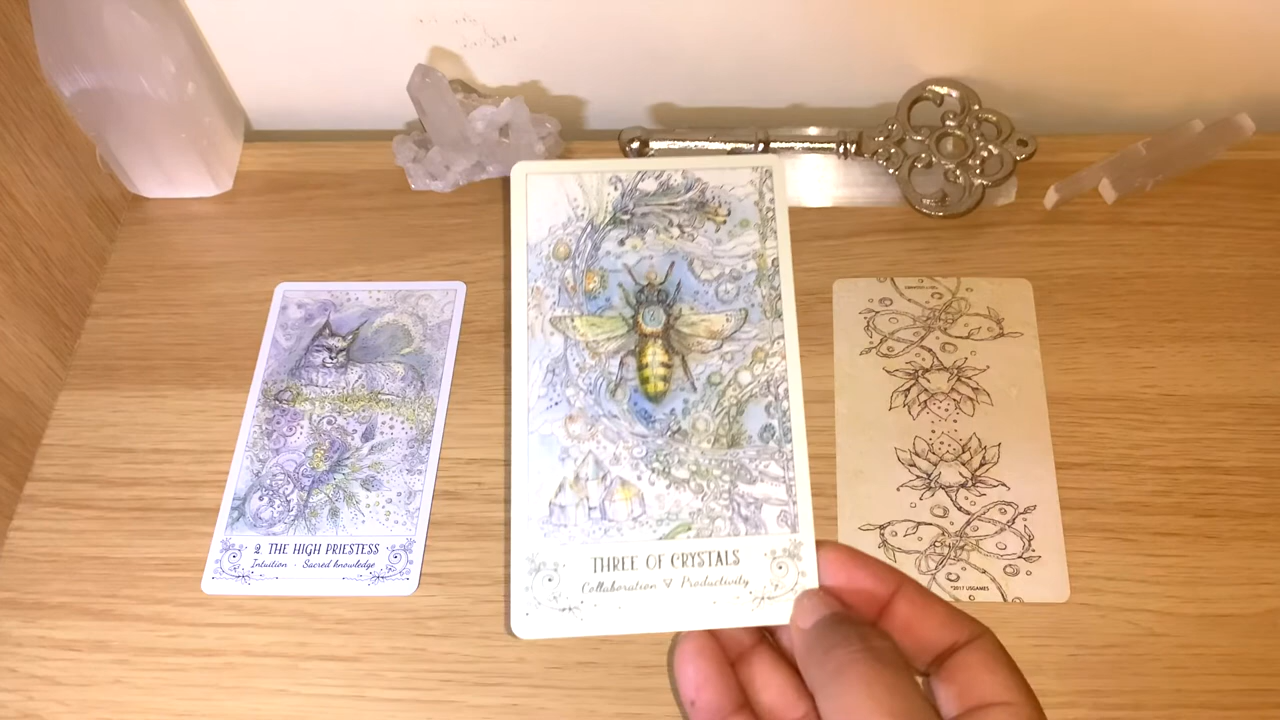 2. THE HIGH PRIESTESS
Intuition · Sacred knowledge
THREE OF CRYSTALS
Collaboration ♡ Productivity
©2017 USGAMES